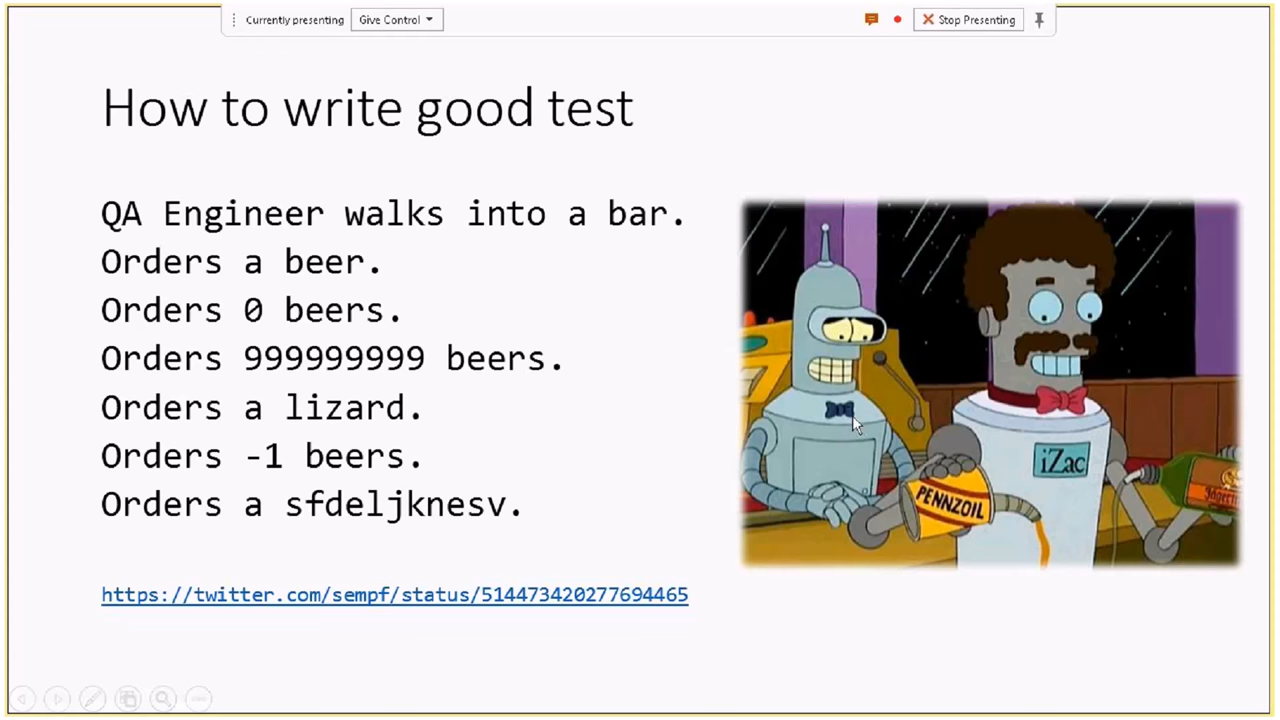 Currently presenting Give Control Stop Presenting
How to write good test
QA Engineer walks into a bar.
Orders a beer.
Orders 0 beers.
Orders 999999999 beers.
Orders a lizard.
Orders -1 beers.
Orders a sfdeljknesv.
https://twitter.com/sempf/status/514473420277694465
iZac
PENNZOIL